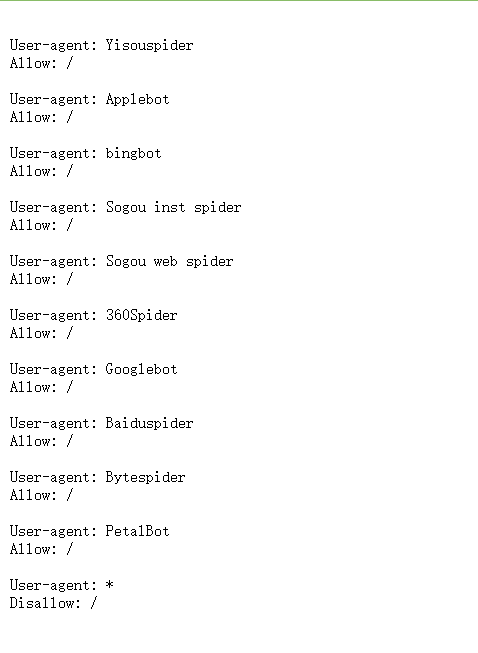 User-agent: Yisouspider
Allow: /
User-agent: Applebot
Allow: /
User-agent: bingbot
Allow: /
User-agent: Sogou inst spider
Allow: /
User-agent: Sogou web spider
Allow: /
User-agent: 360Spider
Allow: /
User-agent: Googlebot
Allow: /
User-agent: Baiduspider
Allow: /
User-agent: Bytespider
Allow: /
User-agent: PetalBot
Allow: /
User-agent: *
Disallow: /